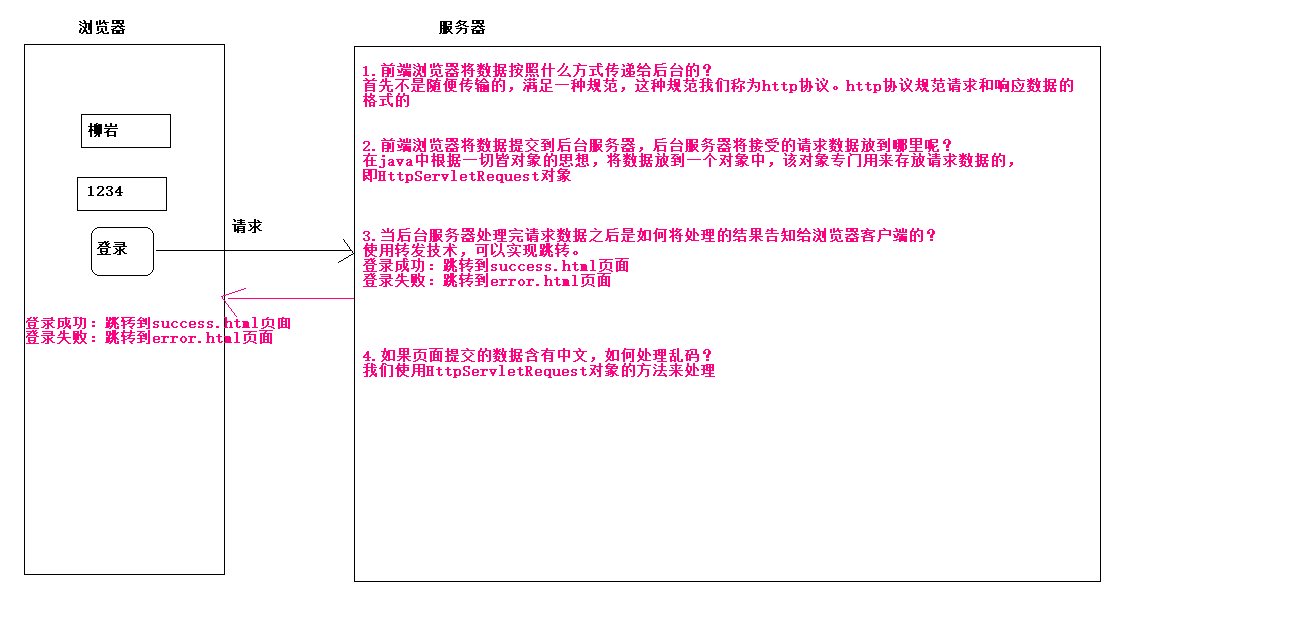 浏览器
服务器
柳岩
1234
登录
请求
登录成功：跳转到success.html页面
登录失败：跳转到error.html页面
1.前端浏览器将数据按照什么方式传递给后台的？
首先不是随便传输的，满足一种规范，这种规范我们称为http协议。http协议规范请求和响应数据的
格式的
2.前端浏览器将数据提交到后台服务器，后台服务器将接受的请求数据放到哪里呢？
在java中根据一切皆对象的思想，将数据放到一个对象中，该对象专门用来存放请求数据的，
即HttpServletRequest对象
3.当后台服务器处理完请求数据之后是如何将处理的结果告知给浏览器客户端的？
使用转发技术，可以实现跳转。
登录成功：跳转到success.html页面
登录失败：跳转到error.html页面
4.如果页面提交的数据含有中文，如何处理乱码？
我们使用HttpServletRequest对象的方法来处理